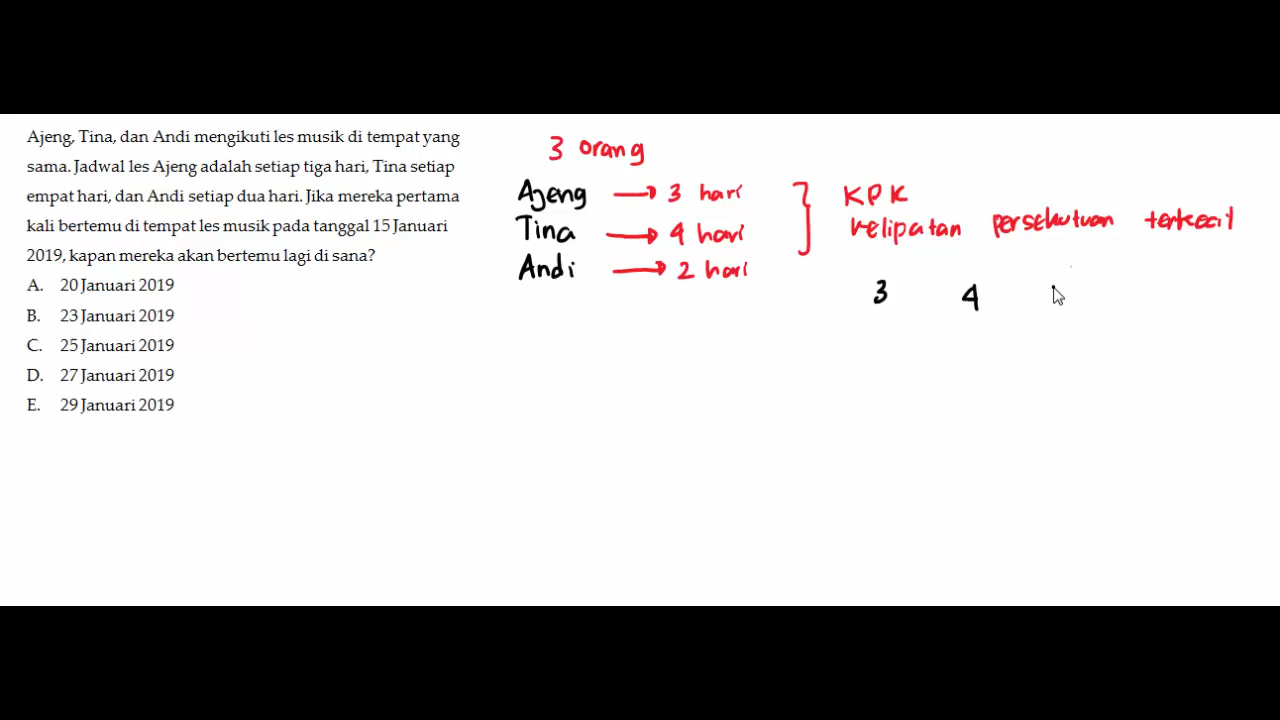 Ajeng, Tina, dan Andi mengikuti les musik di tempat yang
sama. Jadwal les Ajeng adalah setiap tiga hari, Tina setiap
empat hari, dan Andi setiap dua hari. Jika mereka pertama
kali bertemu di tempat les musik pada tanggal 15 Januari
2019, kapan mereka akan bertemu lagi di sana?
A. 20 Januari 2019
B. 23 Januari 2019
C. 25 Januari 2019
D. 27 Januari 2019
E. 29 Januari 2019
3 orang
Ajeng → 3 hari
Tina → 4 hari
Andi → 2 hari
KPK
kelipatan persekutuan terkecil
3 4